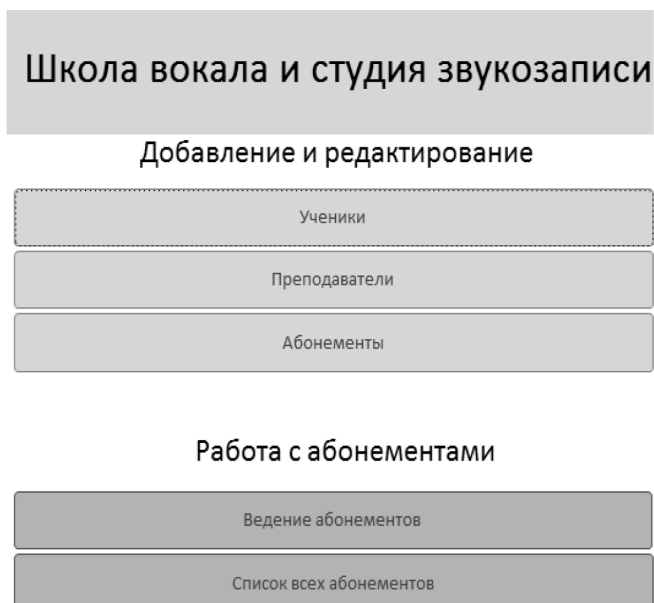 Школа вокала и студия звукозаписи
Добавление и редактирование
Ученики
Преподаватели
Абонементы
Работа с абонементами
Ведение абонементов
Список всех абонементов